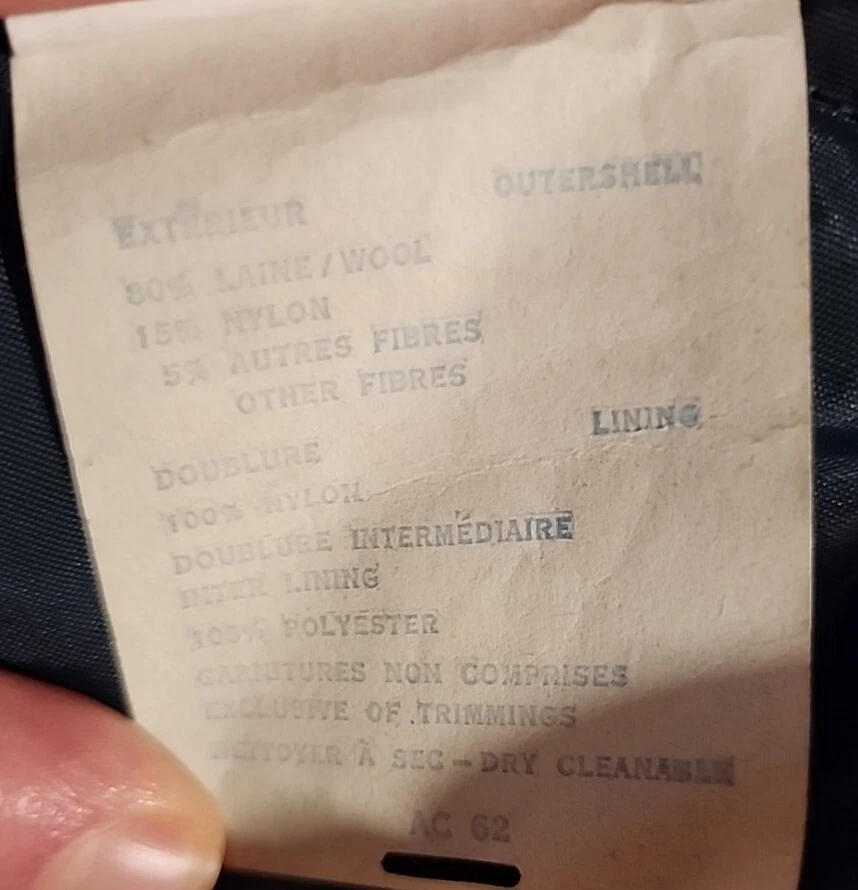 EXTÉRIEUR OUTERSHELL
80% LAINE/WOOL
15% NYLON
5% AUTRES FIBRES
OTHER FIBRES
DOUBLURE LINING
100% NYLON
DOUBLURE INTERMÉDIAIRE
INTER LINING
100% POLYESTER
GARNITURES NON COMPRISES
EXCLUSIVE OF TRIMMINGS
NETTOYER À SEC - DRY CLEANABLE
AC 62